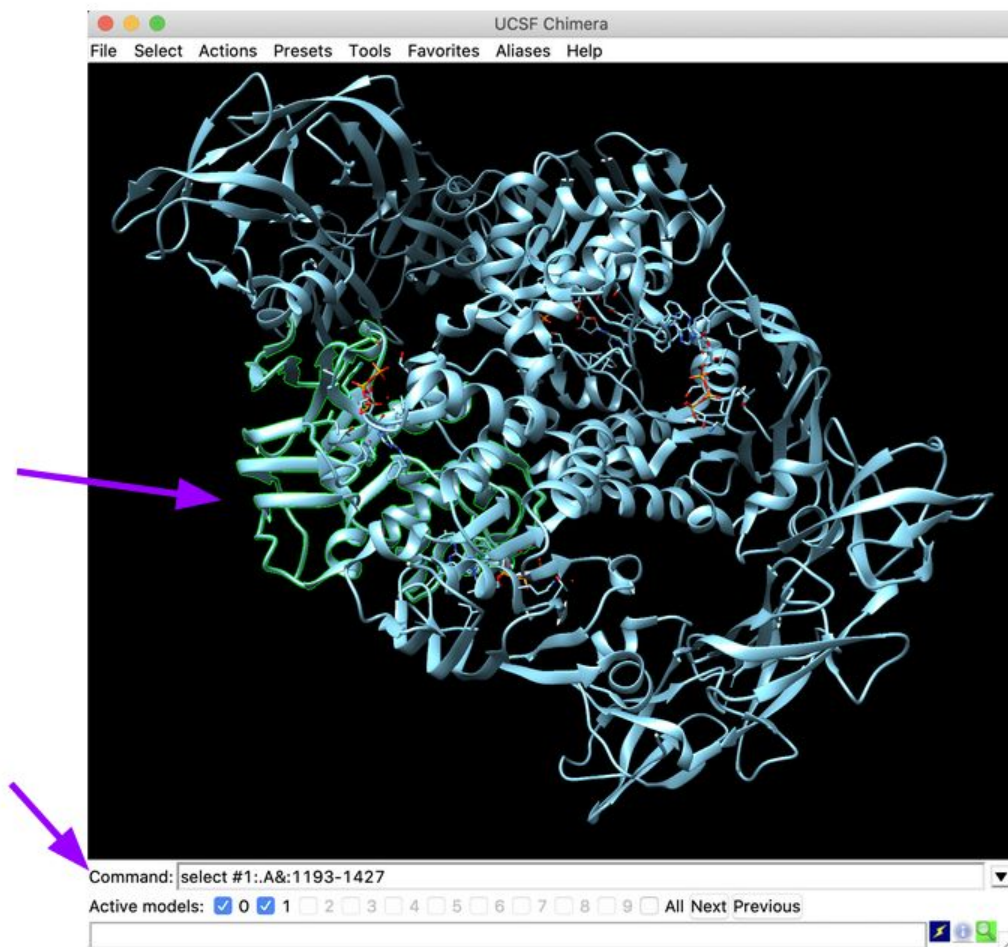 UCSF Chimera
File Select Actions Presets Tools Favorites Aliases Help
Command: select #1:.A&:1193-1427
Active models: 0 1 2 3 4 5 6 7 8 9 All Next Previous